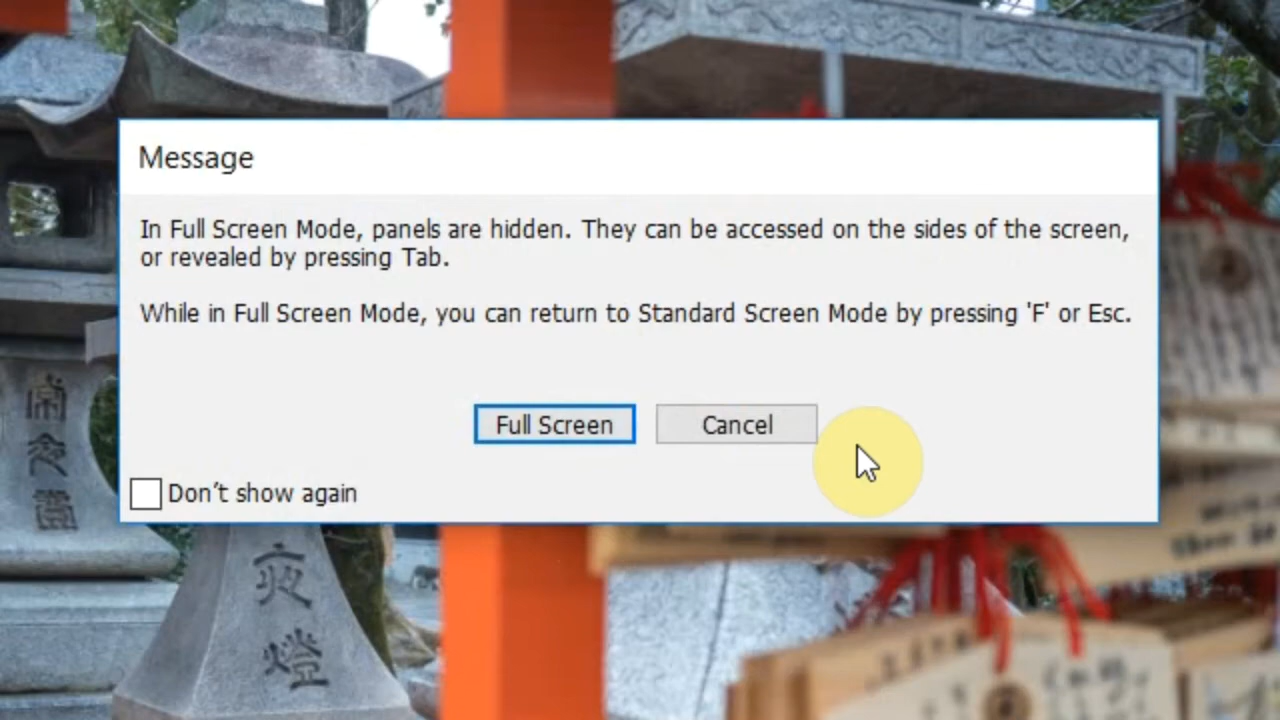 Message
In Full Screen Mode, panels are hidden. They can be accessed on the sides of the screen,
or revealed by pressing Tab.
While in Full Screen Mode, you can return to Standard Screen Mode by pressing 'F' or Esc.
Full Screen
Cancel
Don't show again
夜
燈